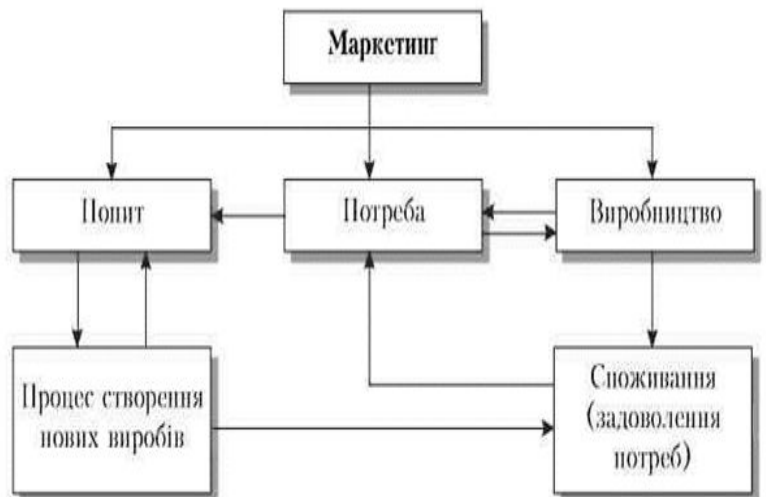 Маркетинг
Попит
Потреба
Виробництво
Процес створення
нових виробів
Споживання
(задоволення
потреб)